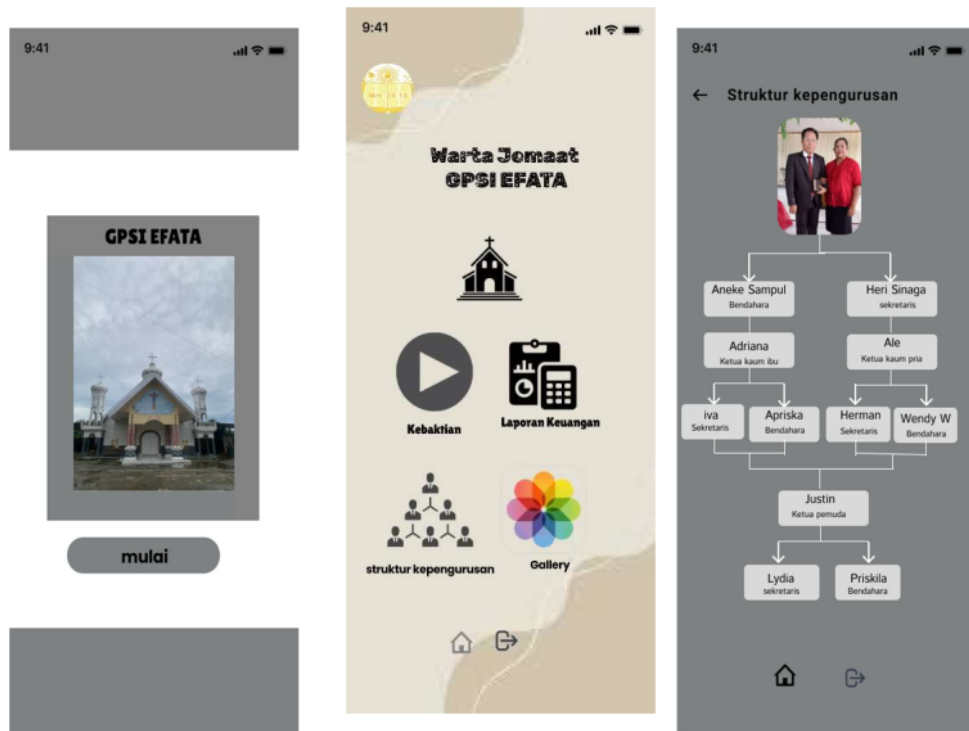 9:41
GPSI EFATA
mulai
9:41
Warta Jomaat
GPSI EFATA
Kebaktian
Laporan Keuangan
struktur kepengurusan
Gallery
9:41
Struktur kepengurusan
Aneke Sampul
Bendahara
Heri Sinaga
sekretaris
Adriana
Ketua kaum ibu
Ale
Ketua kaum pria
iva
Sekretaris
Apriska
Bendahara
Herman
Sekretaris
Wendy W
Bendahara
Justin
Ketua pemuda
Lydia
sekretaris
Priskila
Bendahara